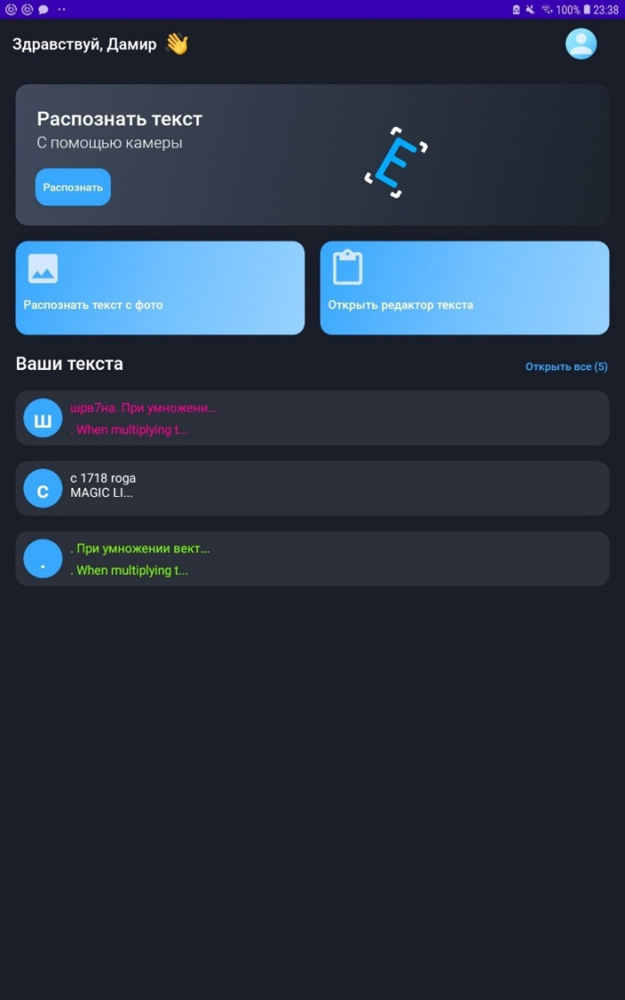 100% 23:38
Здравствуй, Дамир
Распознать текст
С помощью камеры
Распознать
E
Распознать текст с фото
Открыть редактор текста
Ваши текста
Открыть все (5)
ш
шрв7на. При умножени...
. When multiplying t...
с
с 1718 roga
MAGIC LI...
.
. При умножении вект...
. When multiplying t...